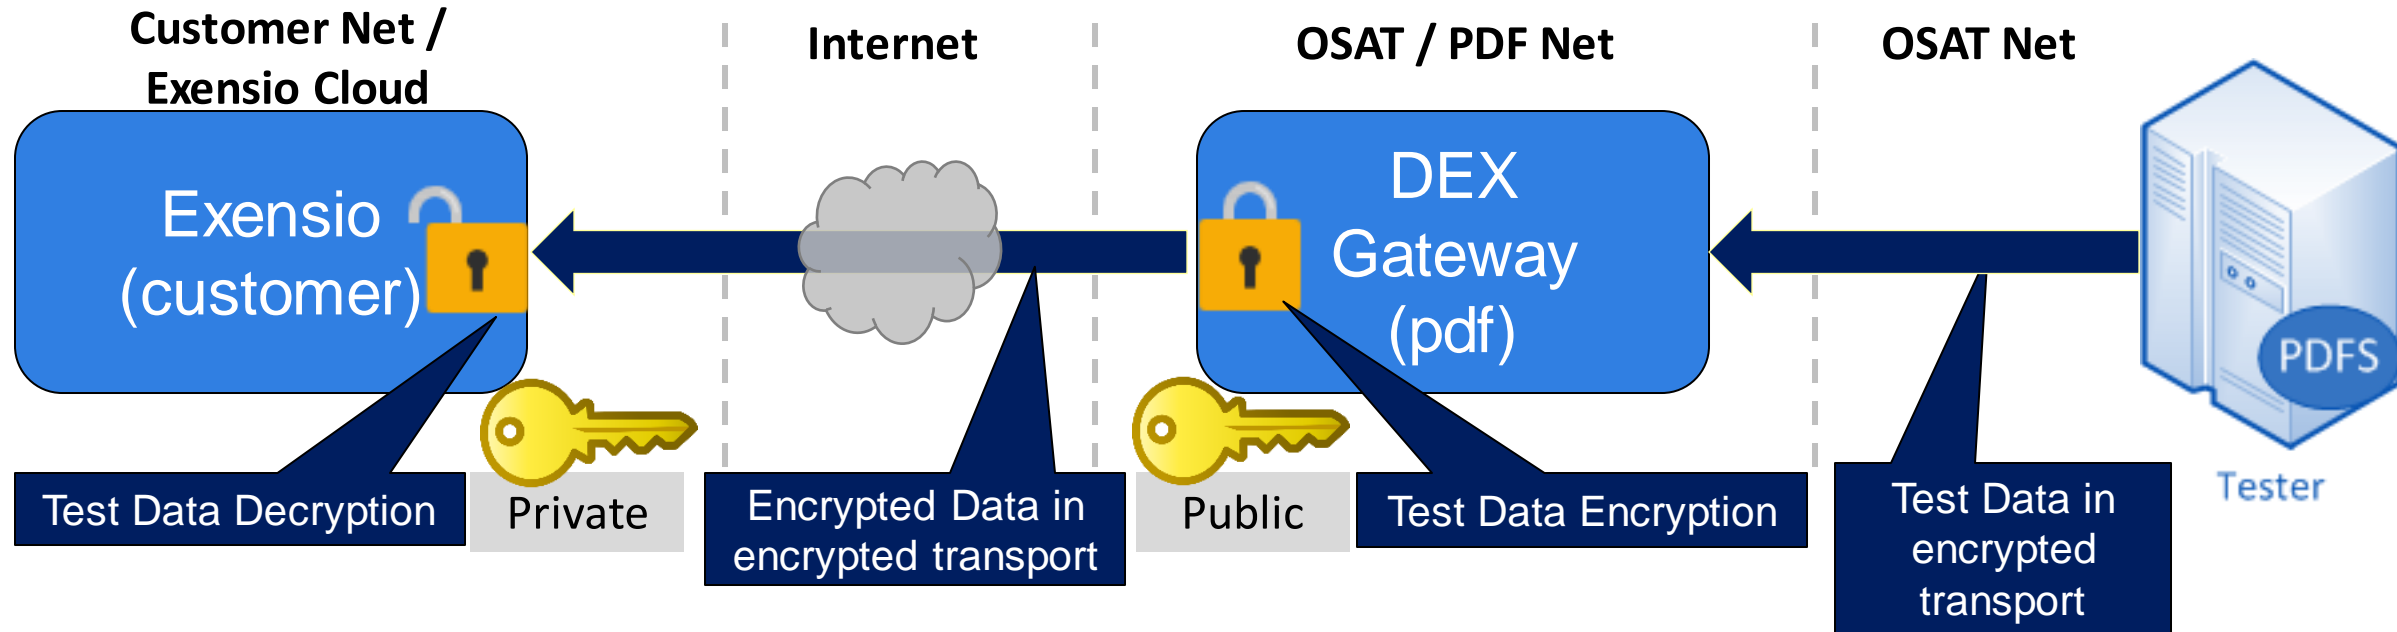 Customer Net /
Exensio Cloud
Internet
OSAT / PDF Net
OSAT Net
Exensio
(customer)
DEX
Gateway
(pdf)
PDFS
Tester
Test Data Decryption
Private
Encrypted Data in
encrypted transport
Public
Test Data Encryption
Test Data in
encrypted
transport